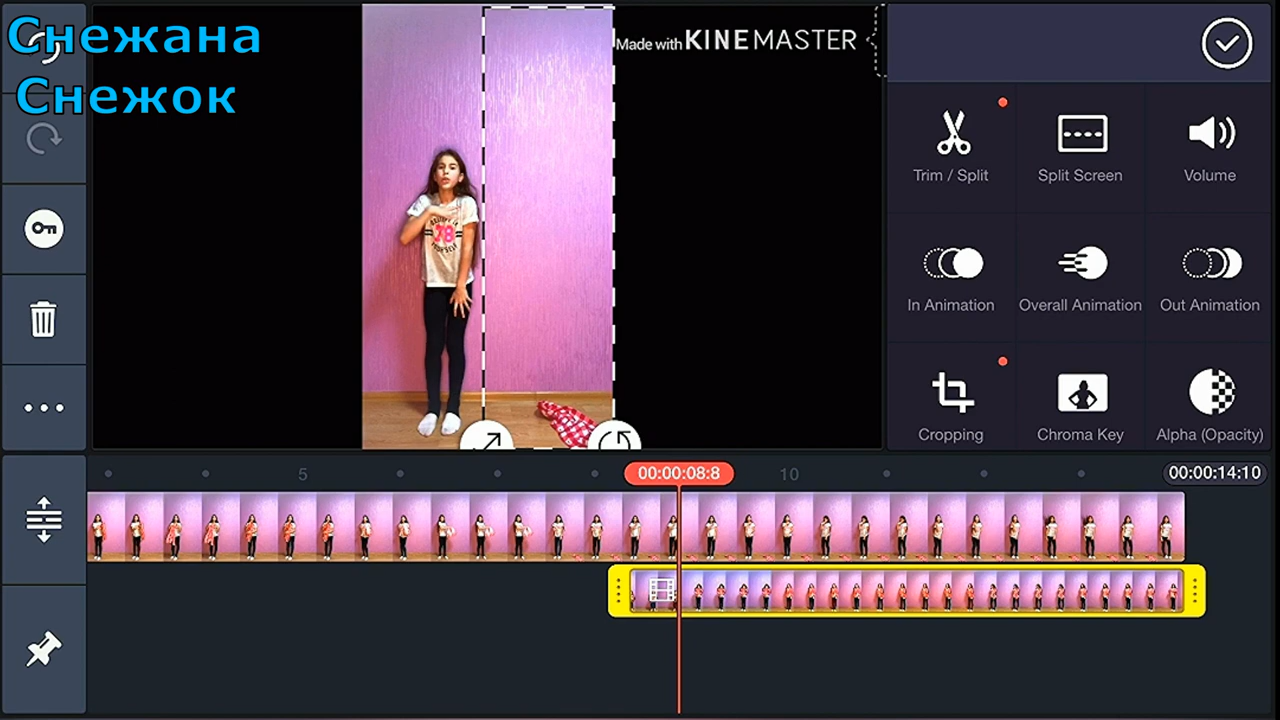 Снежана
Снежок
Made with KINEMASTER
78
Trim / Split
Split Screen
Volume
In Animation
Overall Animation
Out Animation
Cropping
Chroma Key
Alpha (Opacity)
5
00:00:08:8
10
00:00:14:10